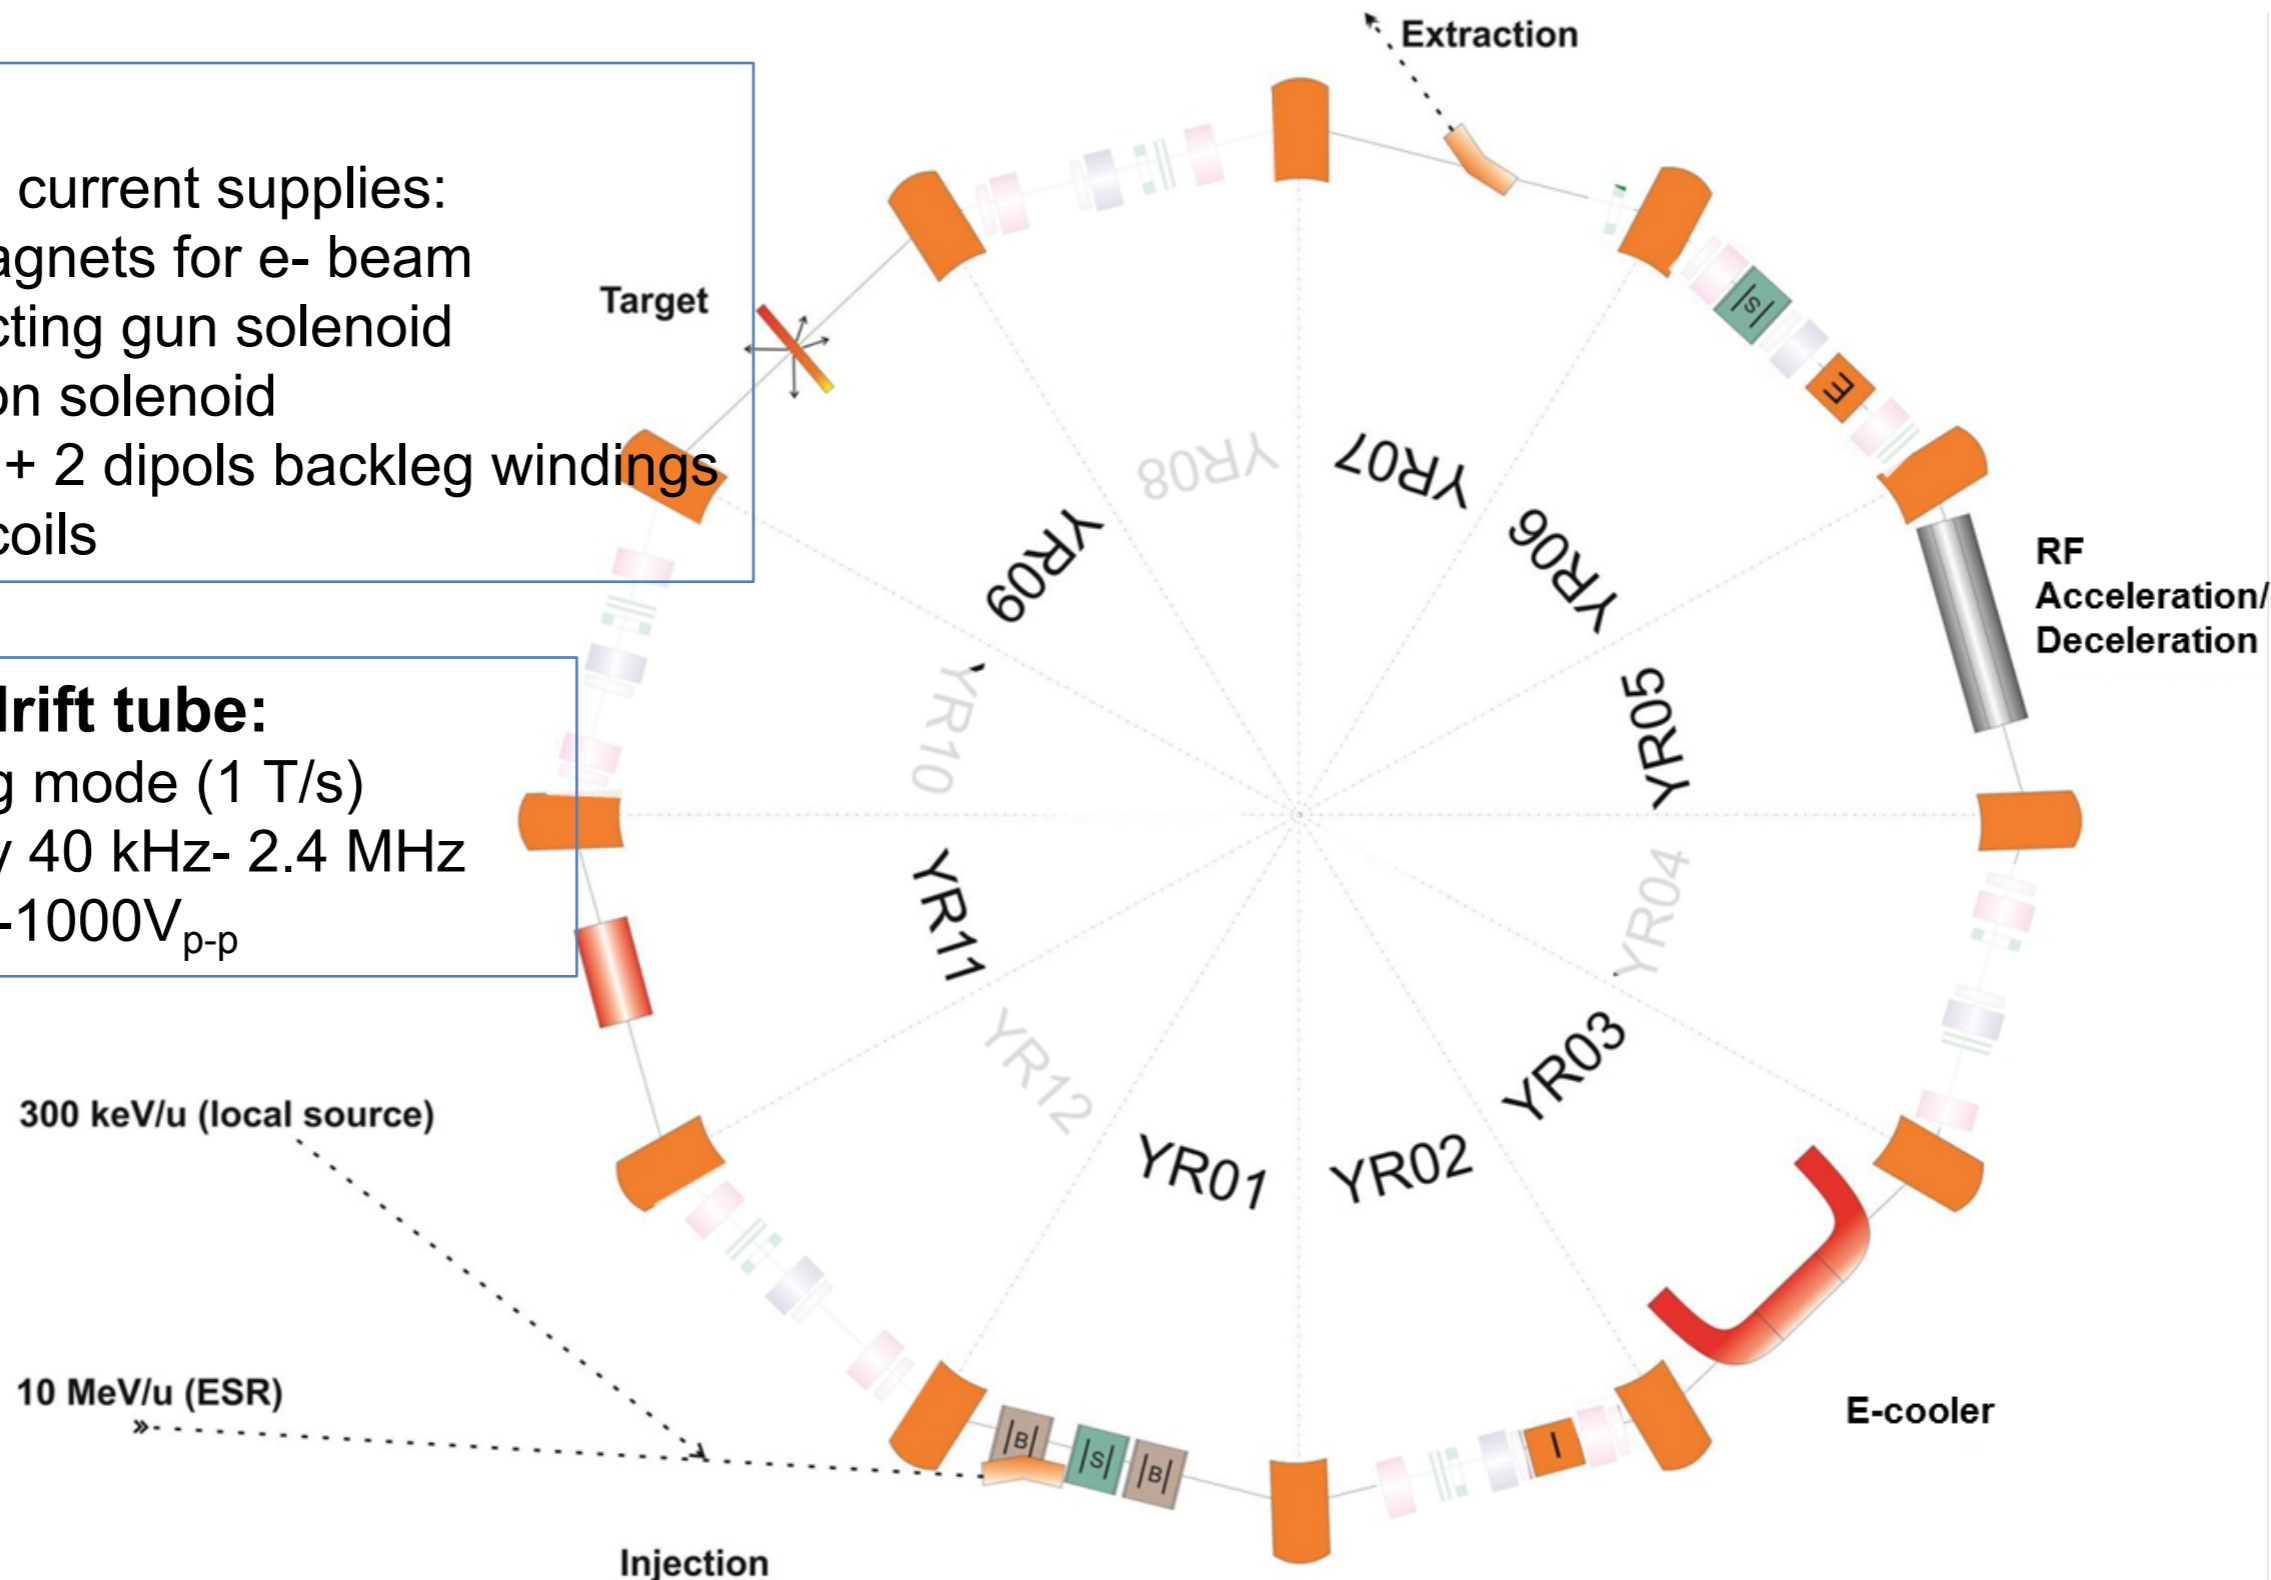 Extraction
current supplies:
agnets for e- beam
cting gun solenoid
on solenoid
+ 2 dipols backleg windings
coils
Target
RF
Acceleration/
Deceleration
drift tube:
g mode (1 T/s)
y 40 kHz- 2.4 MHz
-1000Vp-p
YR08
YR07
YR09
YR06
YR10
YR05
YR11
YR04
YR12
YR03
YR01
YR02
S
E
300 keV/u (local source)
10 MeV/u (ESR)
B
S
B
I
E-cooler
Injection